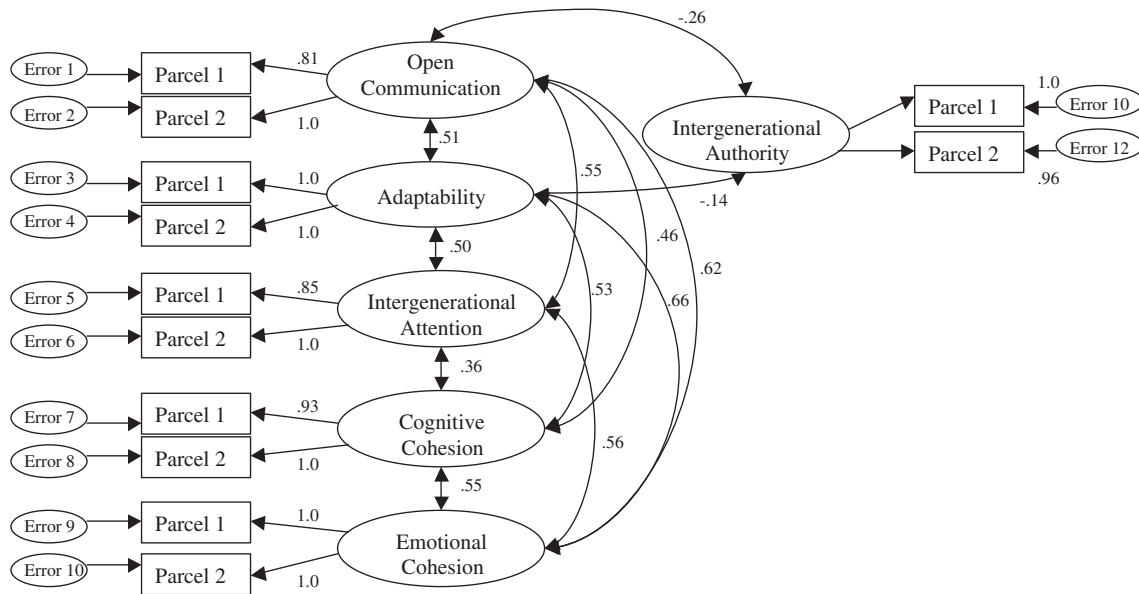 -.26
Error 1
Parcel 1
.81
Open
Communication
Error 2
Parcel 2
1.0
1.0
Parcel 1
Error 10
Intergenerational
Authority
Parcel 2
Error 12
.96
.51
.55
Error 3
Parcel 1
1.0
Adaptability
-.14
Error 4
Parcel 2
1.0
.50
.46
.62
Error 5
Parcel 1
.85
Intergenerational
Attention
.53
.66
Error 6
Parcel 2
1.0
.36
Error 7
Parcel 1
.93
Cognitive
Cohesion
Error 8
Parcel 2
1.0
.56
.55
Error 9
Parcel 1
1.0
Emotional
Cohesion
Error 10
Parcel 2
1.0